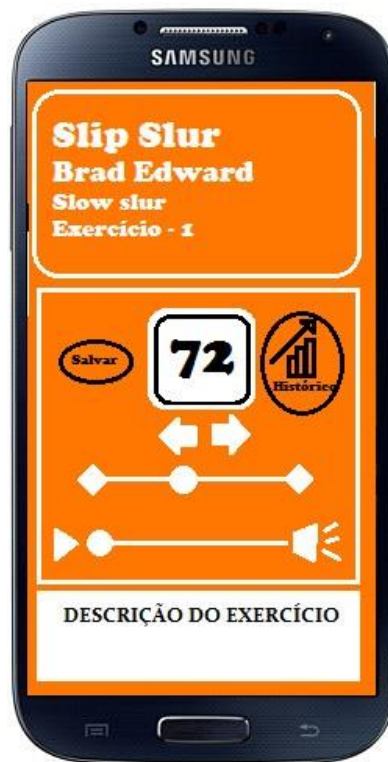 SAMSUNG
Slip Slur
Brad Edward
Slow slur
Exercício - 1
Salvar
72
Histórico
DESCRIÇÃO DO EXERCÍCIO